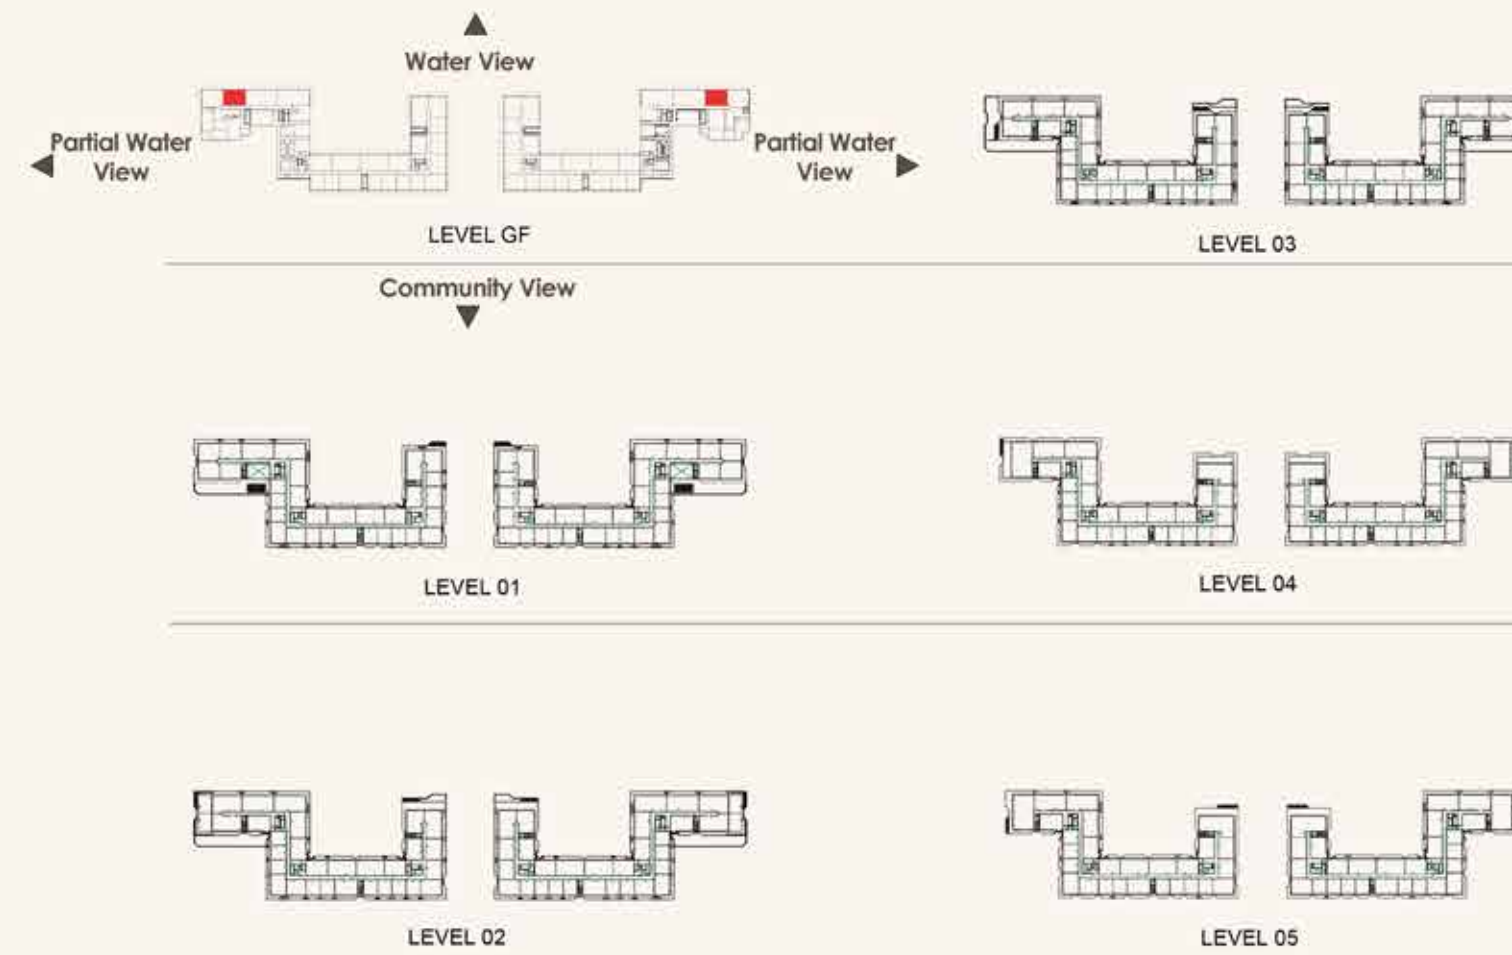 Water View
Partial Water
View
Partial Water
View
LEVEL GF
LEVEL 03
Community View
LEVEL 01
LEVEL 04
LEVEL 02
LEVEL 05